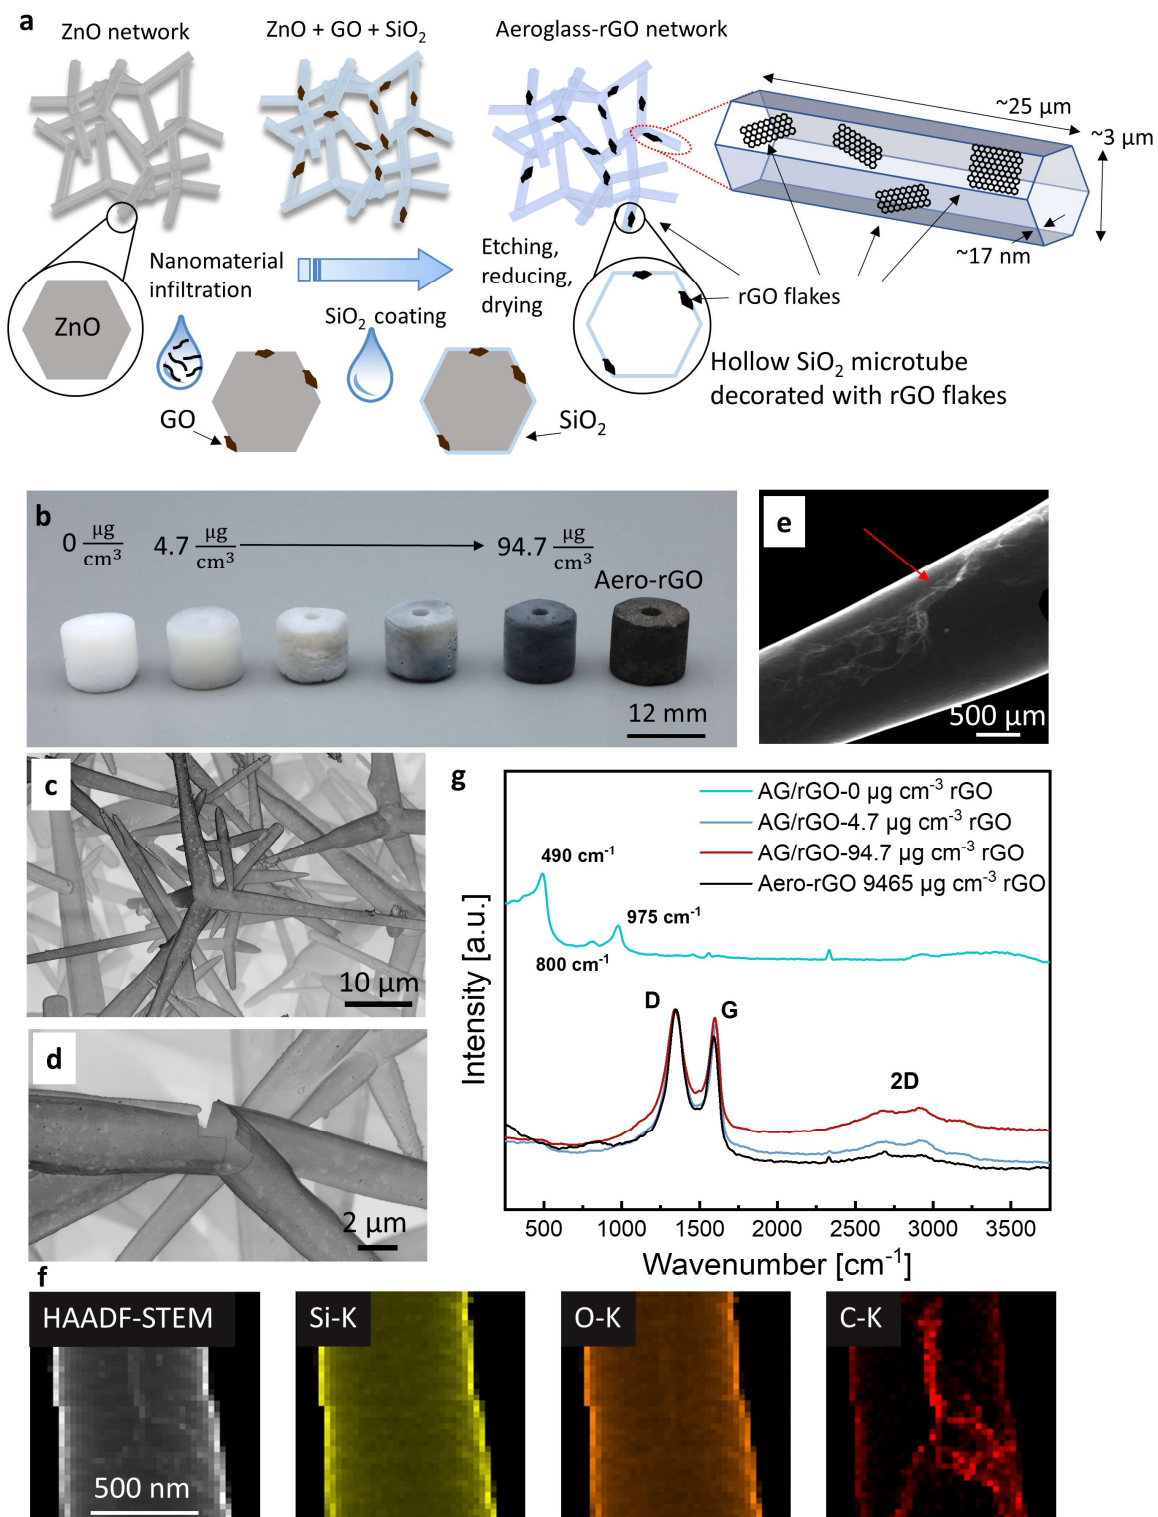 a
ZnO network
ZnO + GO + SiO₂
Aeroglass-rGO network
~25 µm
~3 µm
~17 nm
Nanomaterial
infiltration
SiO₂ coating
Etching,
reducing,
drying
rGO flakes
ZnO
GO
SiO₂
Hollow SiO₂ microtube
decorated with rGO flakes
b
0 µg/cm³
4.7 µg/cm³
94.7 µg/cm³
Aero-rGO
12 mm
e
500 µm
c
10 µm
d
2 µm
g
AG/rGO-0 µg cm⁻³ rGO
AG/rGO-4.7 µg cm⁻³ rGO
AG/rGO-94.7 µg cm⁻³ rGO
Aero-rGO 9465 µg cm⁻³ rGO
490 cm⁻¹
975 cm⁻¹
800 cm⁻¹
D
G
2D
Intensity [a.u.]
500 1000 1500 2000 2500 3000 3500
Wavenumber [cm⁻¹]
f
HAADF-STEM
Si-K
O-K
C-K
500 nm